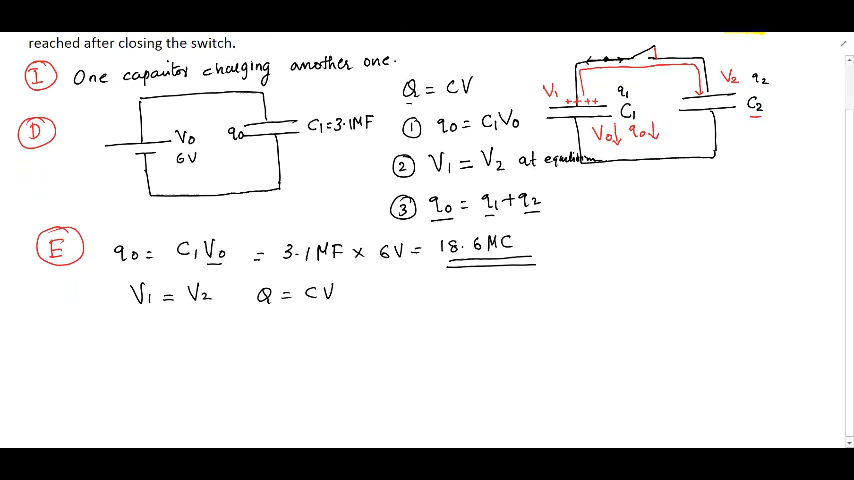 reached after closing the switch.
I One capaitor charging another one.
D
V0
6V
q0
C1 = 3.1MF
Q = CV
1 q0 = C1V0
2 V1 = V2 at equilibrium
3 q0 = q1 + q2
V1
++++
q1
C1
V0↓ q0↓
V2 q2
C2
E q0 = C1V0 = 3.1MF × 6V = 18.6MC
V1 = V2 Q = CV